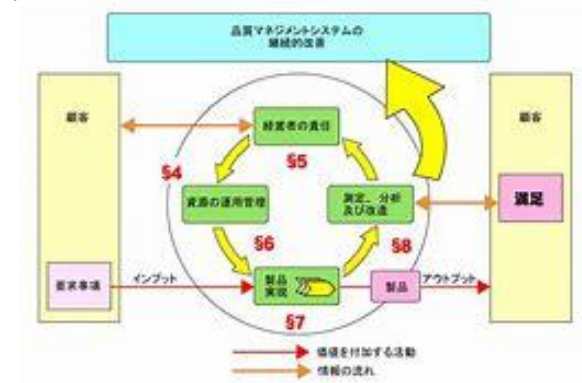 品質マネジメントシステムの
継続的改善
顧客
顧客
経営者の責任
§5
§4
資源の運用管理
測定、分析
及び改造
満足
§6
§8
要求事項
インプット
製品
実現
製品
アウトプット
§7
価値を付加する活動
情報の流れ